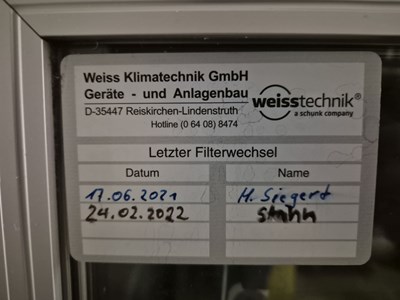 Weiss Klimatechnik GmbH
Geräte - und Anlagenbau
D-35447 Reiskirchen-Lindenstruth
Hotline (0 64 08) 8474
weisstechnik®
a schunk company
Letzter Filterwechsel
Datum Name
17.06.2021 M. Siegert
24.02.2022